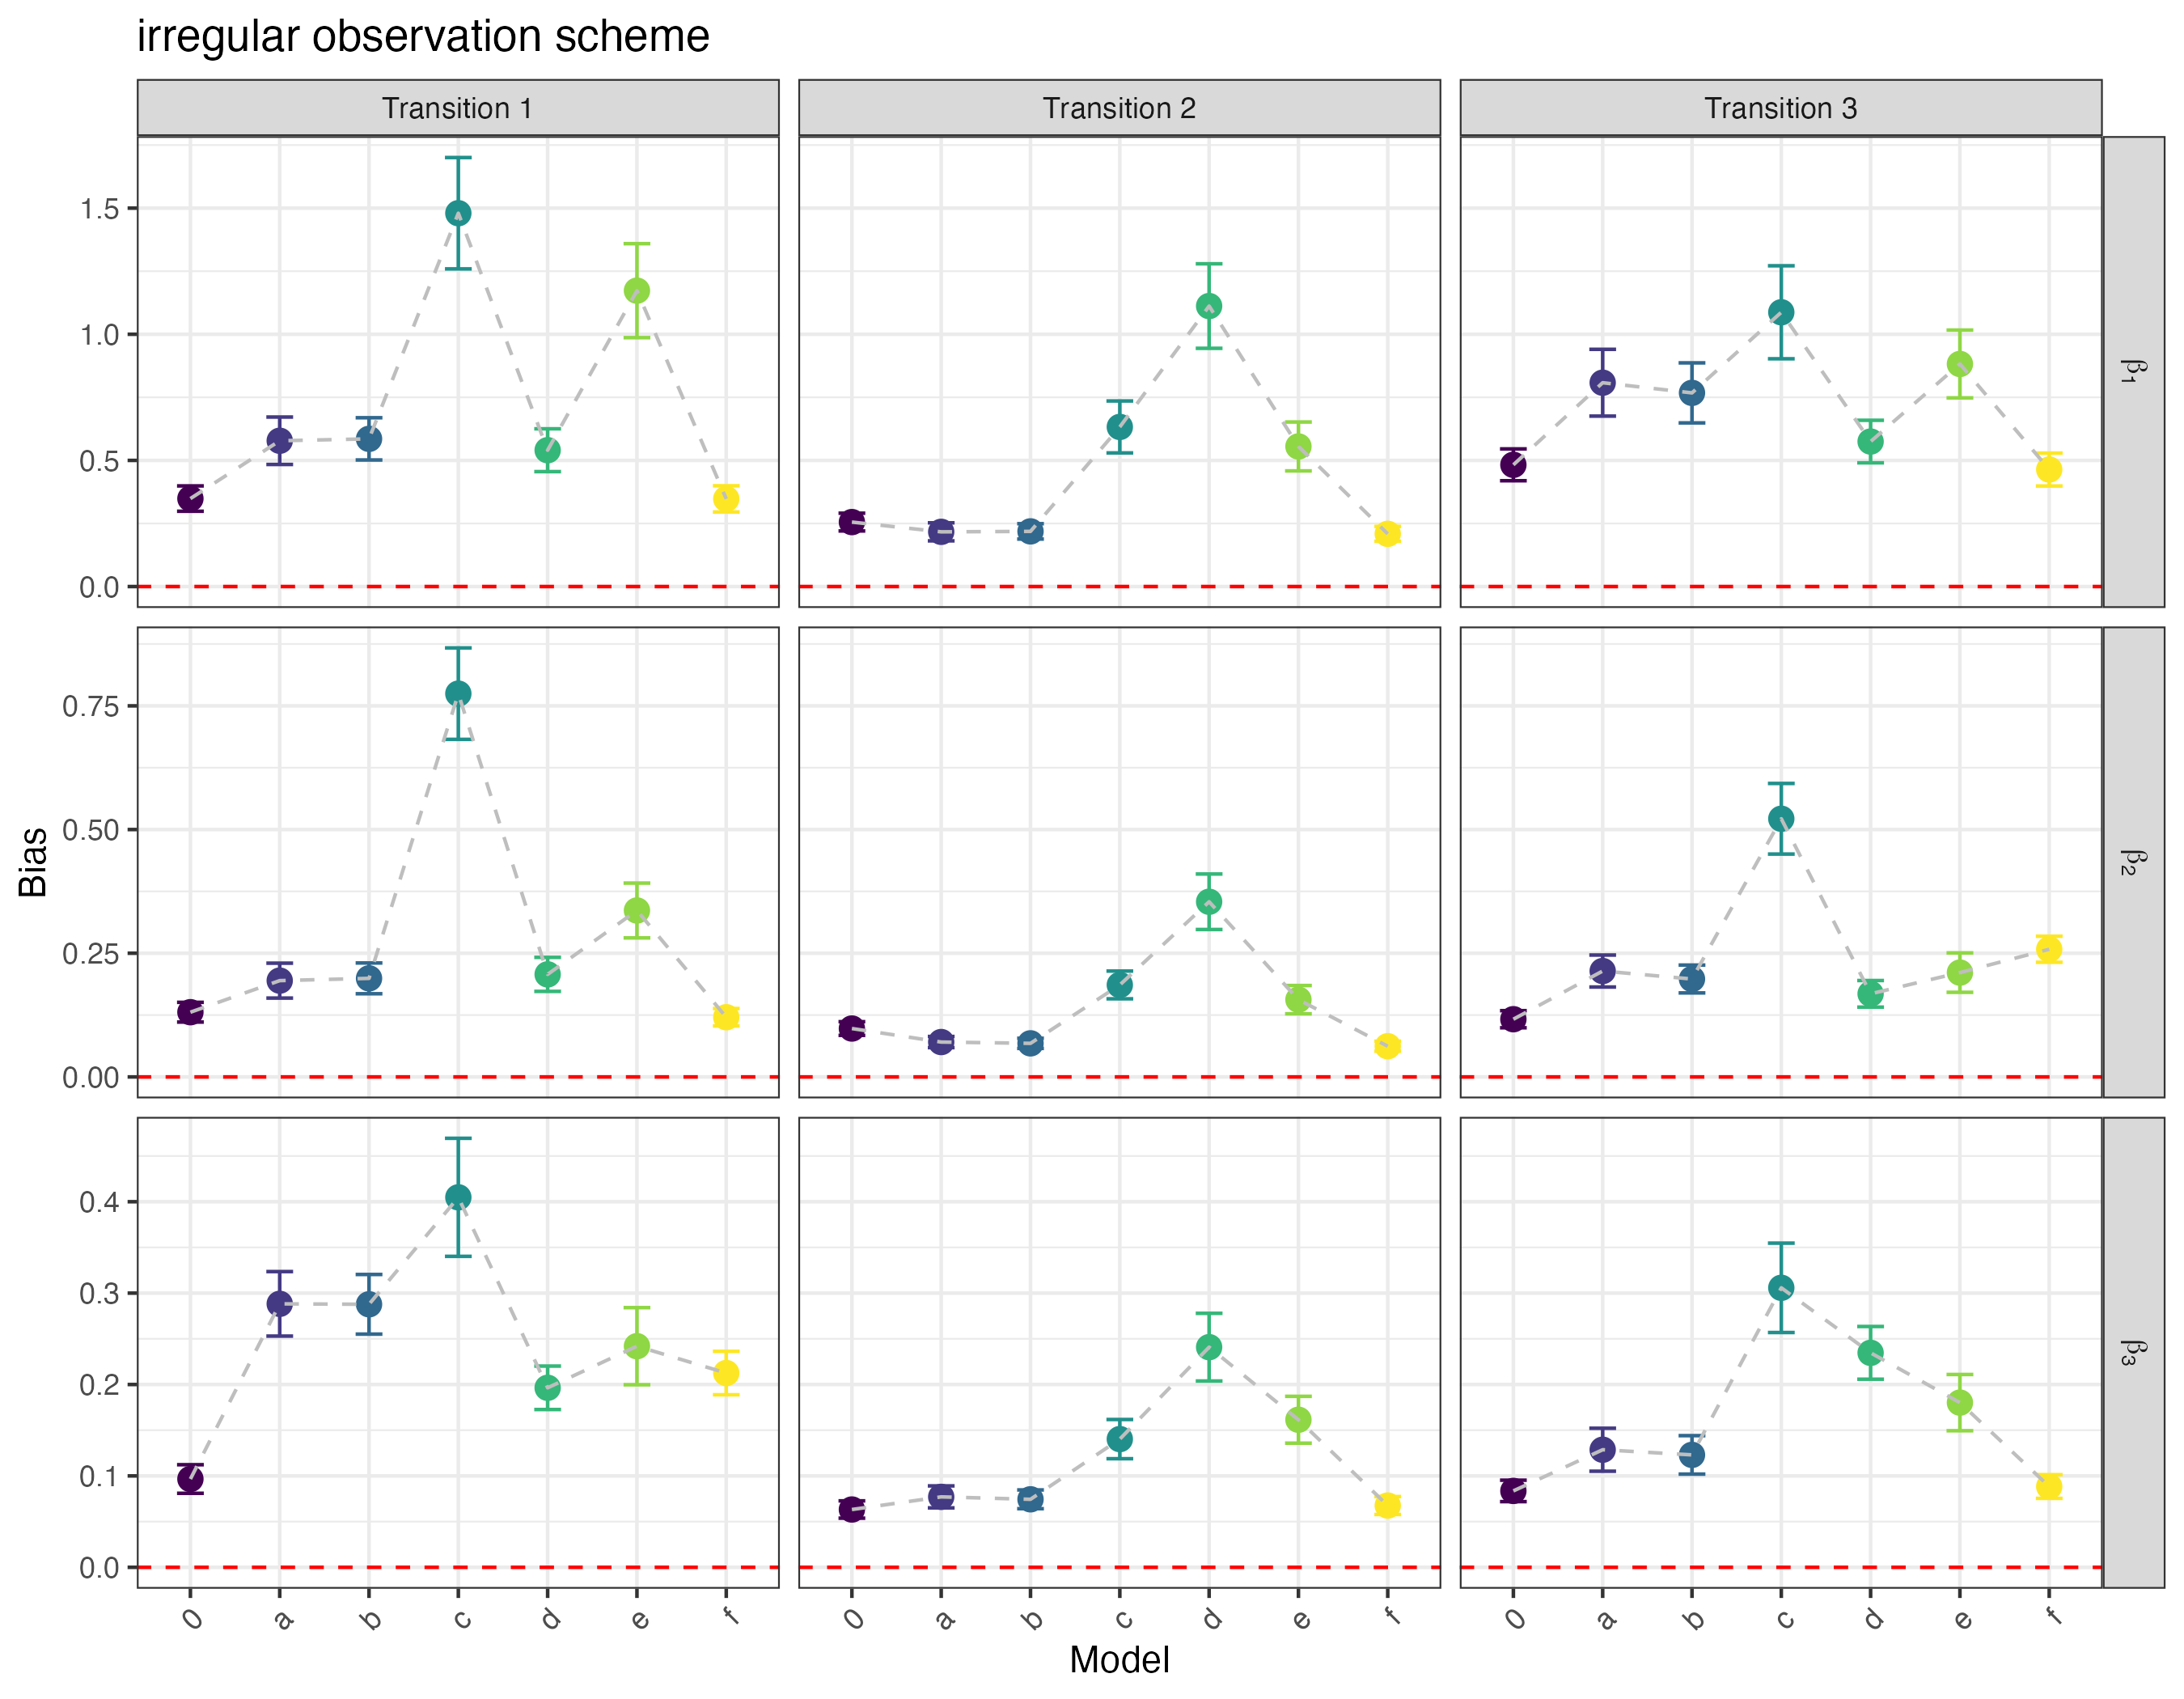 irregular observation scheme
Transition 1
Transition 2
Transition 3
1.5
1.0
0.5
0.0
β1
0.75
0.50
0.25
0.00
β2
0.4
0.3
0.2
0.1
0.0
β3
Bias
0 a b c d e f
0 a b c d e f
0 a b c d e f
Model